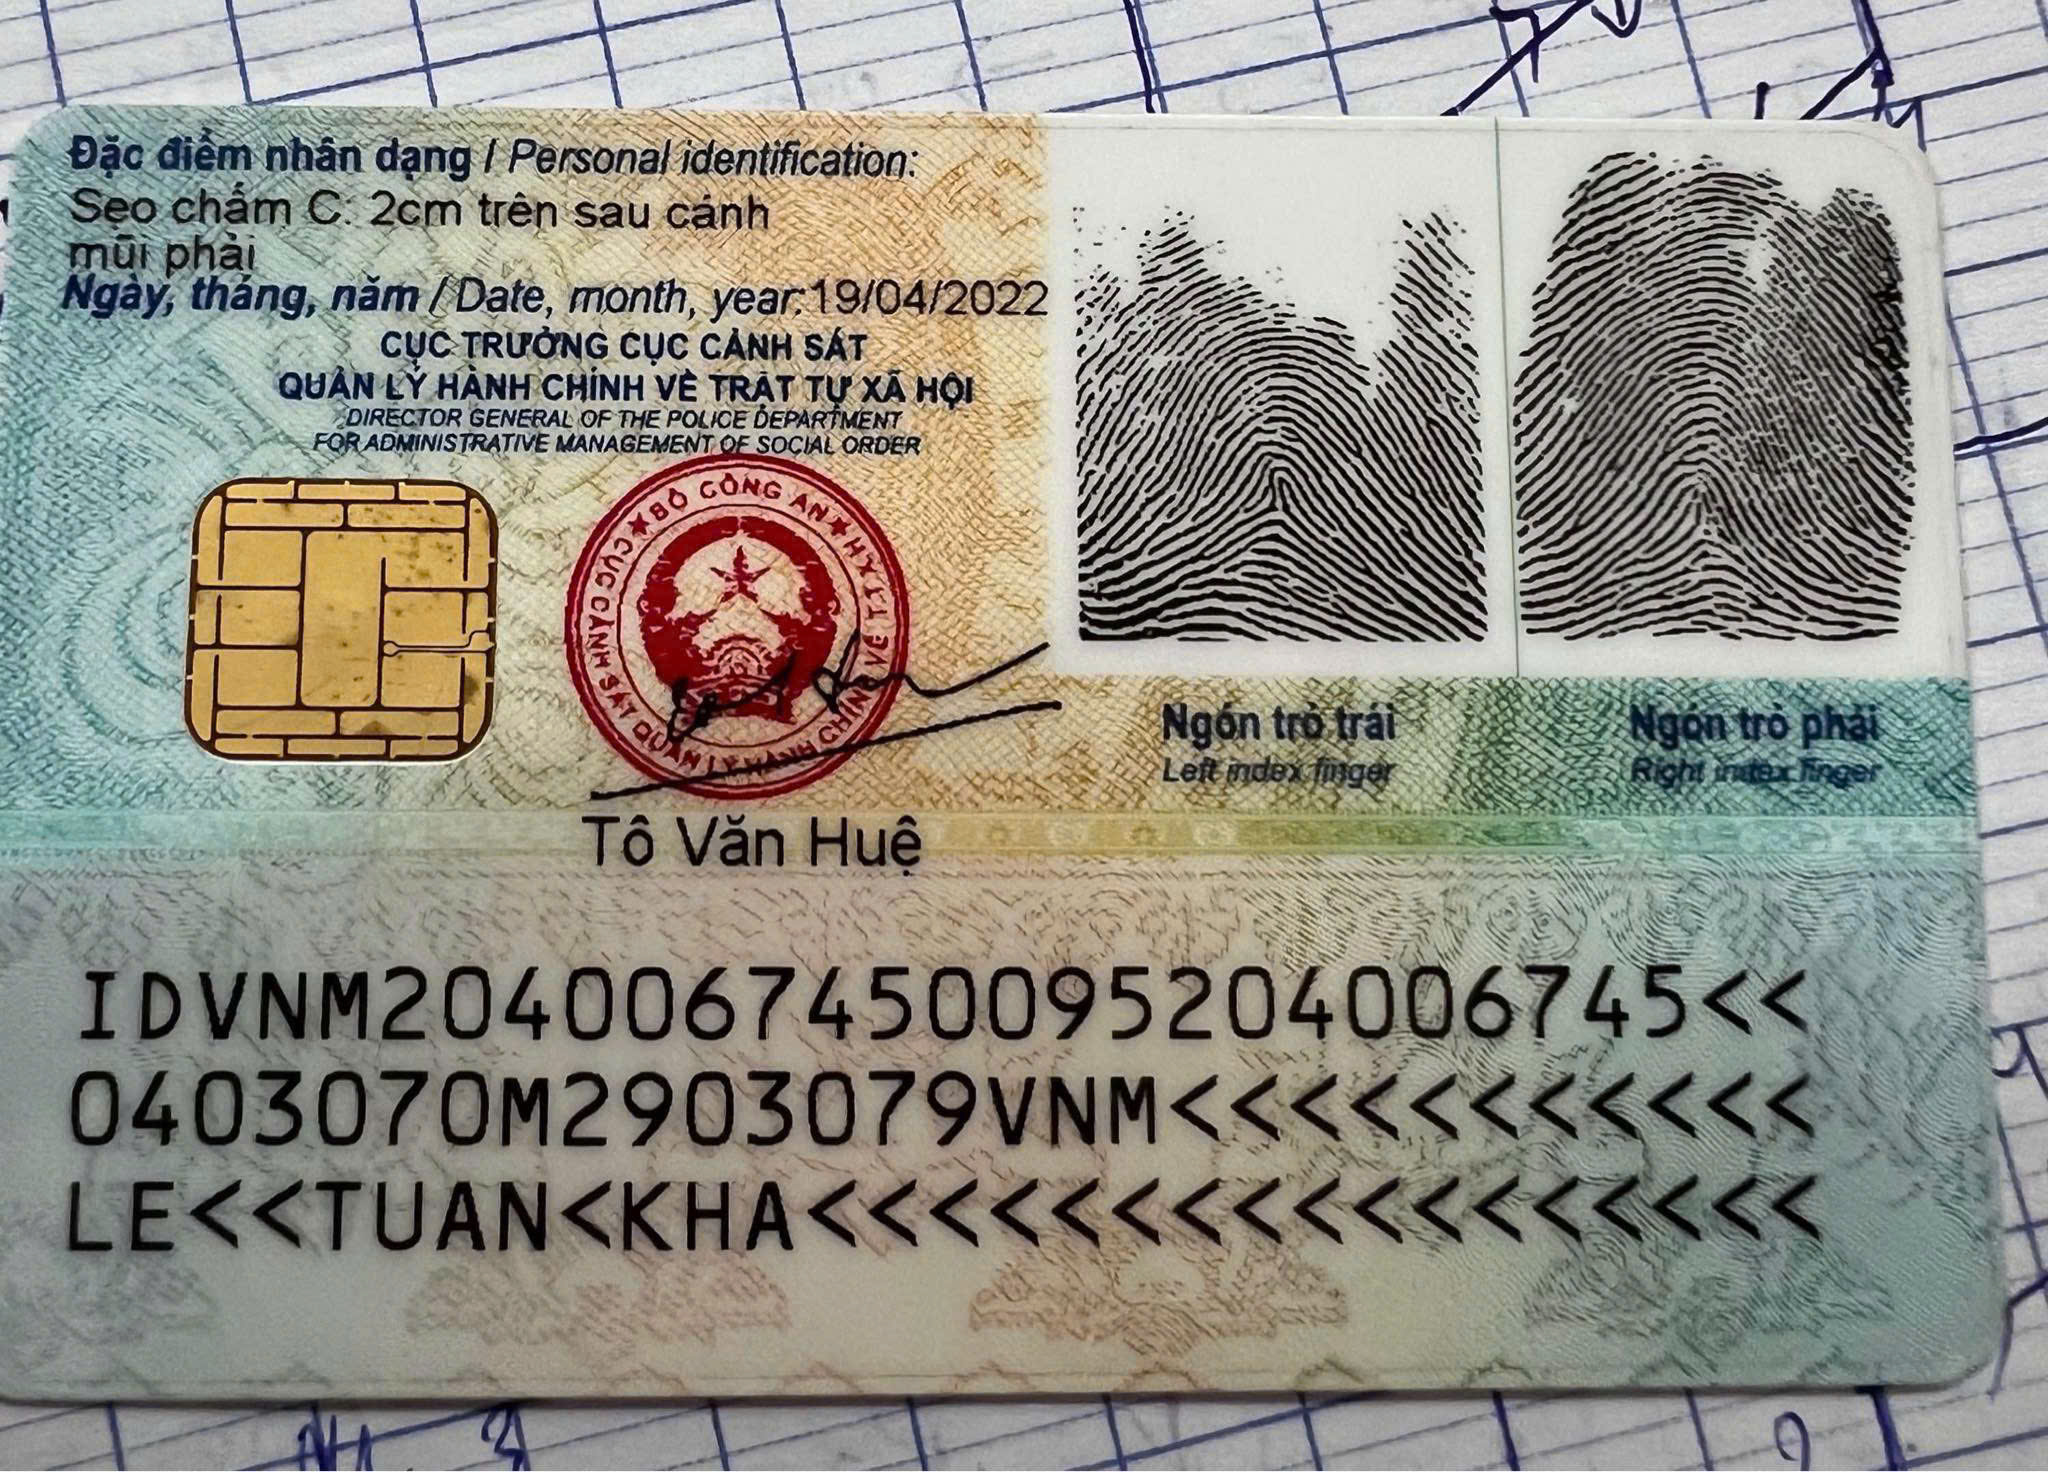 Đặc điểm nhân dạng / Personal identification:
Sẹo chấm C: 2cm trên sau cánh
mũi phải
Ngày, tháng, năm / Date, month, year: 19/04/2022
CỤC TRƯỞNG CỤC CẢNH SÁT
QUẢN LÝ HÀNH CHÍNH VỀ TRẬT TỰ XÃ HỘI
DIRECTOR GENERAL OF THE POLICE DEPARTMENT
FOR ADMINISTRATIVE MANAGEMENT OF SOCIAL ORDER
BỘ CÔNG AN
CỤC CẢNH SÁT QUẢN LÝ HÀNH CHÍNH VỀ TTXH
Ngón trỏ trái
Left index finger
Ngón trỏ phải
Right index finger
Tô Văn Huệ
IDVNM2040067450095204006745<<
0403070M2903079VNM<<<<<<<<<<<
LE<<TUAN<KHA<<<<<<<<<<<<<<<<<